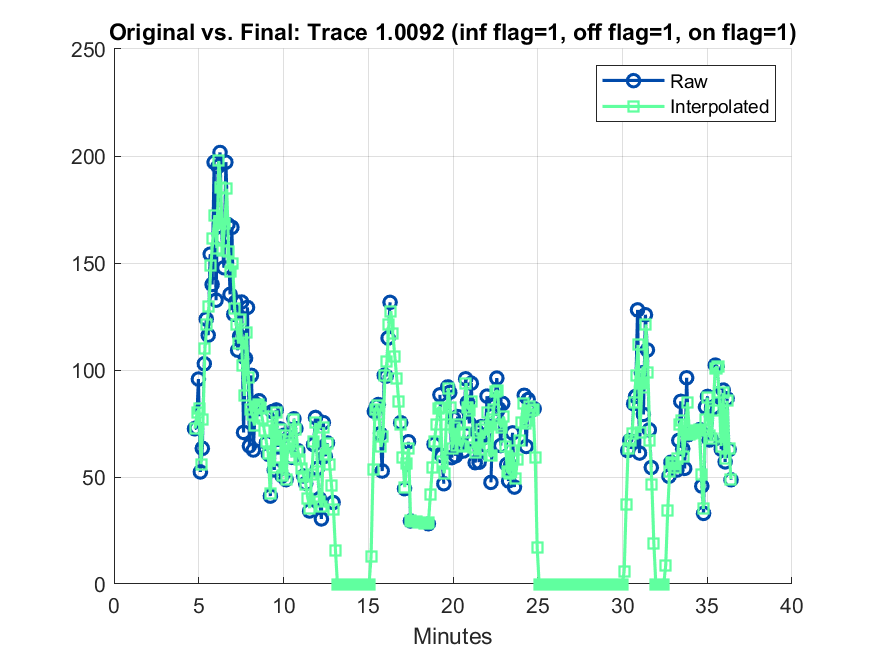 Original vs. Final: Trace 1.0092 (inf flag=1, off flag=1, on flag=1)
250
200
150
100
50
0
Raw
Interpolated
0 5 10 15 20 25 30 35 40
Minutes